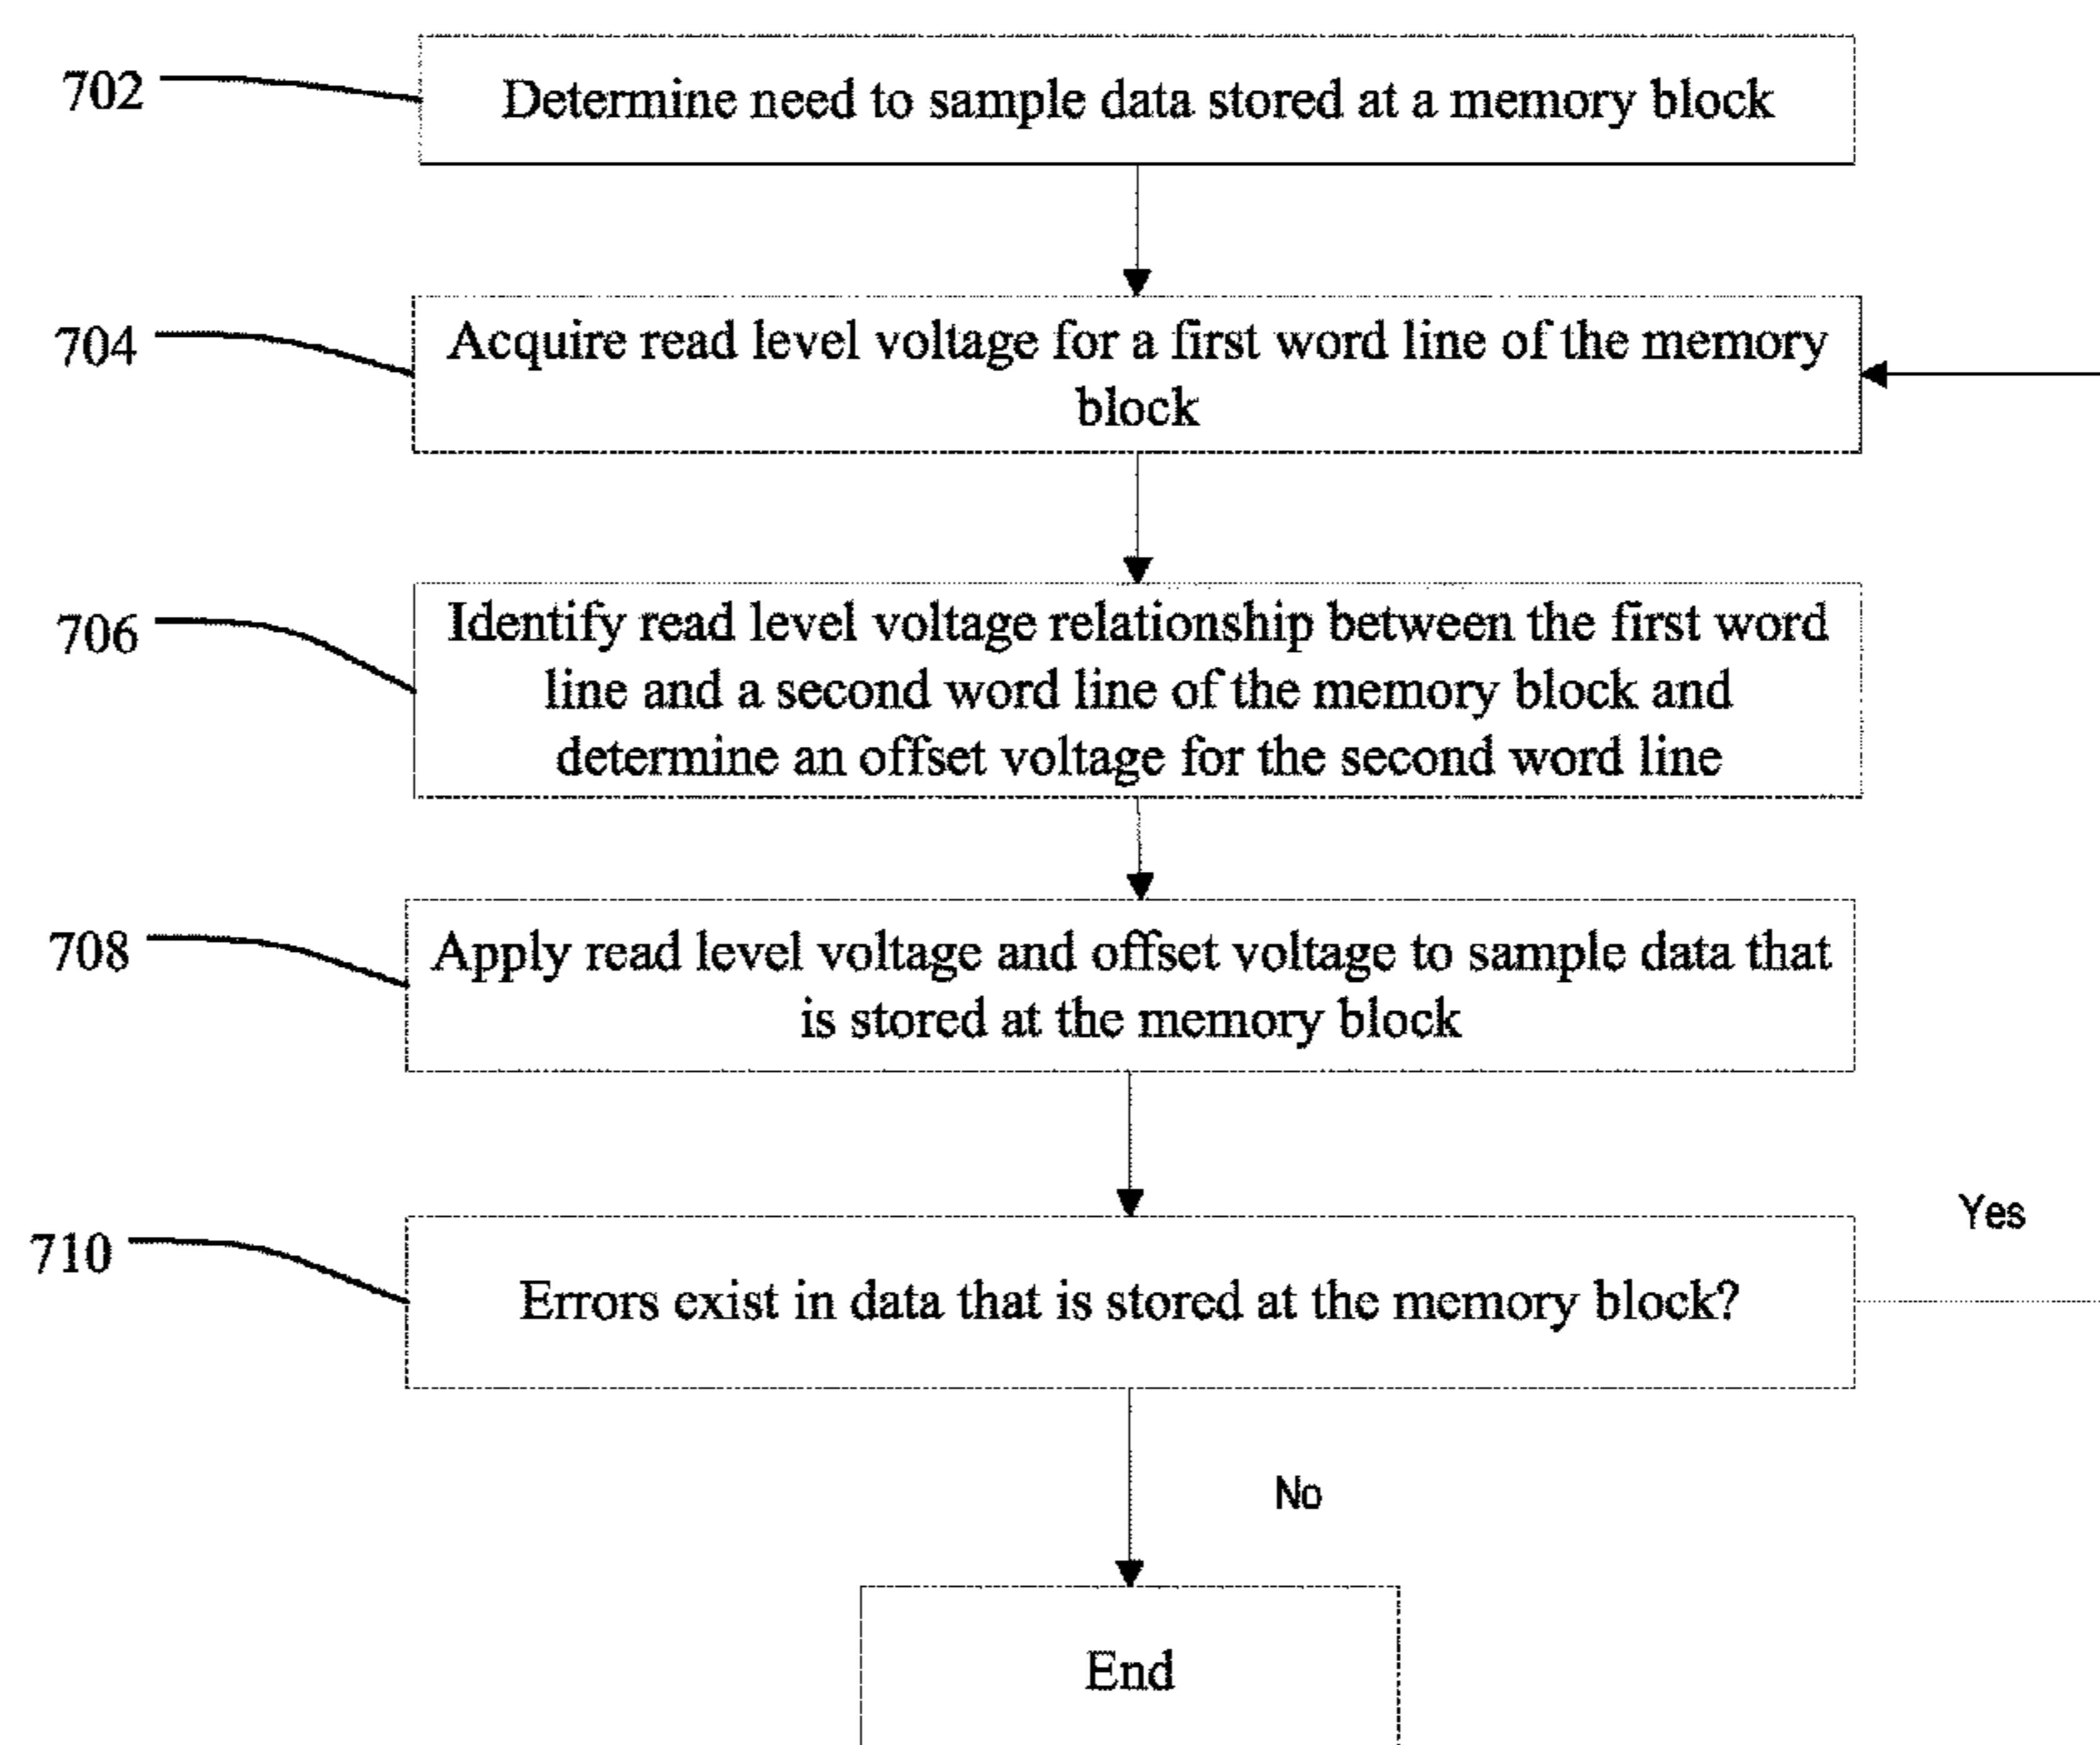 702
Determine need to sample data stored at a memory block
704
Acquire read level voltage for a first word line of the memory
block
706
Identify read level voltage relationship between the first word
line and a second word line of the memory block and
determine an offset voltage for the second word line
708
Apply read level voltage and offset voltage to sample data that
is stored at the memory block
710
Errors exist in data that is stored at the memory block?
Yes
No
End